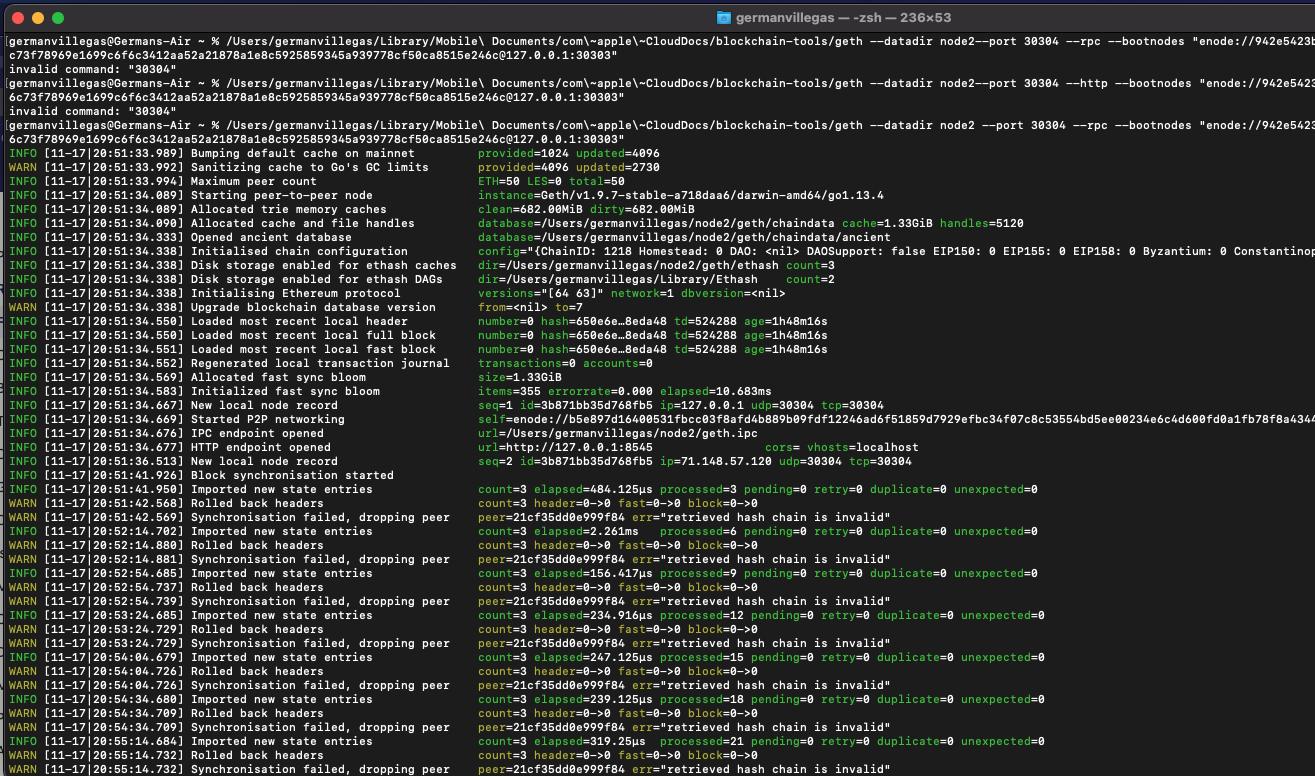 germanvillegas — -zsh — 236×53
[germanvillegas@Germans-Air ~ % /Users/germanvillegas/Library/Mobile\ Documents/com\~apple\~CloudDocs/blockchain-tools/geth --datadir node2--port 30304 --rpc --bootnodes "enode://942e5423b
c73f78969e1699c6f6c3412aa52a21878a1e8c5925859345a939778cf50ca8515e246c@127.0.0.1:30303"
invalid command: "30304"
[germanvillegas@Germans-Air ~ % /Users/germanvillegas/Library/Mobile\ Documents/com\~apple\~CloudDocs/blockchain-tools/geth --datadir node2--port 30304 --http --bootnodes "enode://942e5423
6c73f78969e1699c6f6c3412aa52a21878a1e8c5925859345a939778cf50ca8515e246c@127.0.0.1:30303"
invalid command: "30304"
[germanvillegas@Germans-Air ~ % /Users/germanvillegas/Library/Mobile\ Documents/com\~apple\~CloudDocs/blockchain-tools/geth --datadir node2 --port 30304 --rpc --bootnodes "enode://942e5423
6c73f78969e1699c6f6c3412aa52a21878a1e8c5925859345a939778cf50ca8515e246c@127.0.0.1:30303"
INFO [11-17|20:51:33.989] Bumping default cache on mainnet provided=1024 updated=4096
WARN [11-17|20:51:33.992] Sanitizing cache to Go's GC limits provided=4096 updated=2730
INFO [11-17|20:51:33.994] Maximum peer count ETH=50 LES=0 total=50
INFO [11-17|20:51:34.089] Starting peer-to-peer node instance=Geth/v1.9.7-stable-a718daa6/darwin-amd64/go1.13.4
INFO [11-17|20:51:34.089] Allocated trie memory caches clean=682.00MiB dirty=682.00MiB
INFO [11-17|20:51:34.090] Allocated cache and file handles database=/Users/germanvillegas/node2/geth/chaindata cache=1.33GiB handles=5120
INFO [11-17|20:51:34.333] Opened ancient database database=/Users/germanvillegas/node2/geth/chaindata/ancient
INFO [11-17|20:51:34.338] Initialised chain configuration config="{ChainID: 1218 Homestead: 0 DAO: <nil> DAOSupport: false EIP150: 0 EIP155: 0 EIP158: 0 Byzantium: 0 Constantinop
INFO [11-17|20:51:34.338] Disk storage enabled for ethash caches dir=/Users/germanvillegas/node2/geth/ethash count=3
INFO [11-17|20:51:34.338] Disk storage enabled for ethash DAGs dir=/Users/germanvillegas/Library/Ethash count=2
INFO [11-17|20:51:34.338] Initialising Ethereum protocol versions="[64 63]" network=1 dbversion=<nil>
WARN [11-17|20:51:34.338] Upgrade blockchain database version from=<nil> to=7
INFO [11-17|20:51:34.550] Loaded most recent local header number=0 hash=650e6e…8eda48 td=524288 age=1h48m16s
INFO [11-17|20:51:34.550] Loaded most recent local full block number=0 hash=650e6e…8eda48 td=524288 age=1h48m16s
INFO [11-17|20:51:34.551] Loaded most recent local fast block number=0 hash=650e6e…8eda48 td=524288 age=1h48m16s
INFO [11-17|20:51:34.552] Regenerated local transaction journal transactions=0 accounts=0
INFO [11-17|20:51:34.569] Allocated fast sync bloom size=1.33GiB
INFO [11-17|20:51:34.583] Initialized fast sync bloom items=355 errorrate=0.000 elapsed=10.683ms
INFO [11-17|20:51:34.667] New local node record seq=1 id=3b871bb35d768fb5 ip=127.0.0.1 udp=30304 tcp=30304
INFO [11-17|20:51:34.669] Started P2P networking self=enode://b5e897d16400531fbcc03f8afd4b889b09fdf12246ad6f51859d7929efbc34f07c8c53554bd5ee00234e6c4d600fd0a1fb78f8a4344
INFO [11-17|20:51:34.676] IPC endpoint opened url=/Users/germanvillegas/node2/geth.ipc
INFO [11-17|20:51:34.677] HTTP endpoint opened url=http://127.0.0.1:8545 cors= vhosts=localhost
INFO [11-17|20:51:36.513] New local node record seq=2 id=3b871bb35d768fb5 ip=71.148.57.120 udp=30304 tcp=30304
INFO [11-17|20:51:41.926] Block synchronisation started
INFO [11-17|20:51:41.950] Imported new state entries count=3 elapsed=484.125µs processed=3 pending=0 retry=0 duplicate=0 unexpected=0
WARN [11-17|20:51:42.568] Rolled back headers count=3 header=0->0 fast=0->0 block=0->0
WARN [11-17|20:51:42.569] Synchronisation failed, dropping peer peer=21cf35dd0e999f84 err="retrieved hash chain is invalid"
INFO [11-17|20:52:14.702] Imported new state entries count=3 elapsed=2.261ms processed=6 pending=0 retry=0 duplicate=0 unexpected=0
WARN [11-17|20:52:14.880] Rolled back headers count=3 header=0->0 fast=0->0 block=0->0
WARN [11-17|20:52:14.881] Synchronisation failed, dropping peer peer=21cf35dd0e999f84 err="retrieved hash chain is invalid"
INFO [11-17|20:52:54.685] Imported new state entries count=3 elapsed=156.417µs processed=9 pending=0 retry=0 duplicate=0 unexpected=0
WARN [11-17|20:52:54.737] Rolled back headers count=3 header=0->0 fast=0->0 block=0->0
WARN [11-17|20:52:54.739] Synchronisation failed, dropping peer peer=21cf35dd0e999f84 err="retrieved hash chain is invalid"
INFO [11-17|20:53:24.685] Imported new state entries count=3 elapsed=234.916µs processed=12 pending=0 retry=0 duplicate=0 unexpected=0
WARN [11-17|20:53:24.729] Rolled back headers count=3 header=0->0 fast=0->0 block=0->0
WARN [11-17|20:53:24.729] Synchronisation failed, dropping peer peer=21cf35dd0e999f84 err="retrieved hash chain is invalid"
INFO [11-17|20:54:04.679] Imported new state entries count=3 elapsed=247.125µs processed=15 pending=0 retry=0 duplicate=0 unexpected=0
WARN [11-17|20:54:04.726] Rolled back headers count=3 header=0->0 fast=0->0 block=0->0
WARN [11-17|20:54:04.726] Synchronisation failed, dropping peer peer=21cf35dd0e999f84 err="retrieved hash chain is invalid"
INFO [11-17|20:54:34.680] Imported new state entries count=3 elapsed=239.125µs processed=18 pending=0 retry=0 duplicate=0 unexpected=0
WARN [11-17|20:54:34.709] Rolled back headers count=3 header=0->0 fast=0->0 block=0->0
WARN [11-17|20:54:34.709] Synchronisation failed, dropping peer peer=21cf35dd0e999f84 err="retrieved hash chain is invalid"
INFO [11-17|20:55:14.684] Imported new state entries count=3 elapsed=319.25µs processed=21 pending=0 retry=0 duplicate=0 unexpected=0
WARN [11-17|20:55:14.732] Rolled back headers count=3 header=0->0 fast=0->0 block=0->0
WARN [11-17|20:55:14.732] Synchronisation failed, dropping peer peer=21cf35dd0e999f84 err="retrieved hash chain is invalid"